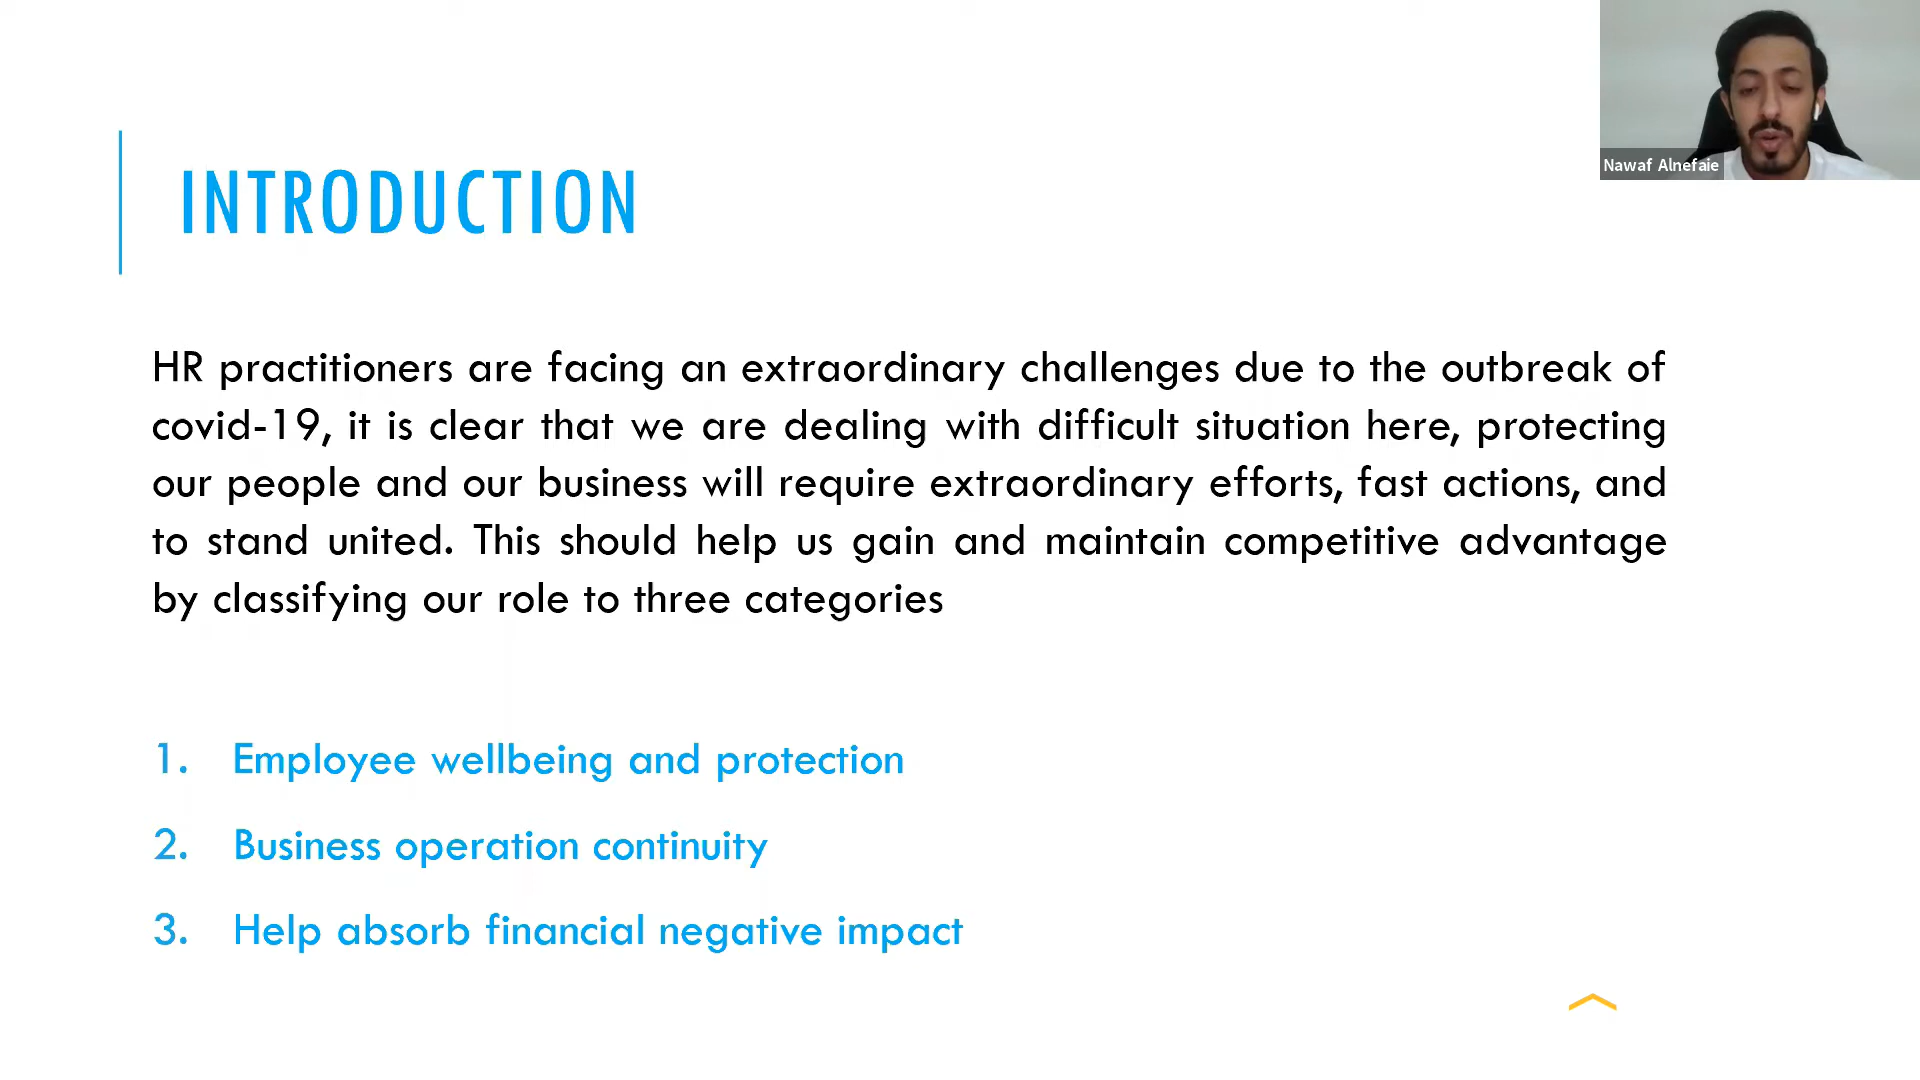 Nawaf Alnefaie
INTRODUCTION
HR practitioners are facing an extraordinary challenges due to the outbreak of
covid-19, it is clear that we are dealing with difficult situation here, protecting
our people and our business will require extraordinary efforts, fast actions, and
to stand united. This should help us gain and maintain competitive advantage
by classifying our role to three categories
1. Employee wellbeing and protection
2. Business operation continuity
3. Help absorb financial negative impact